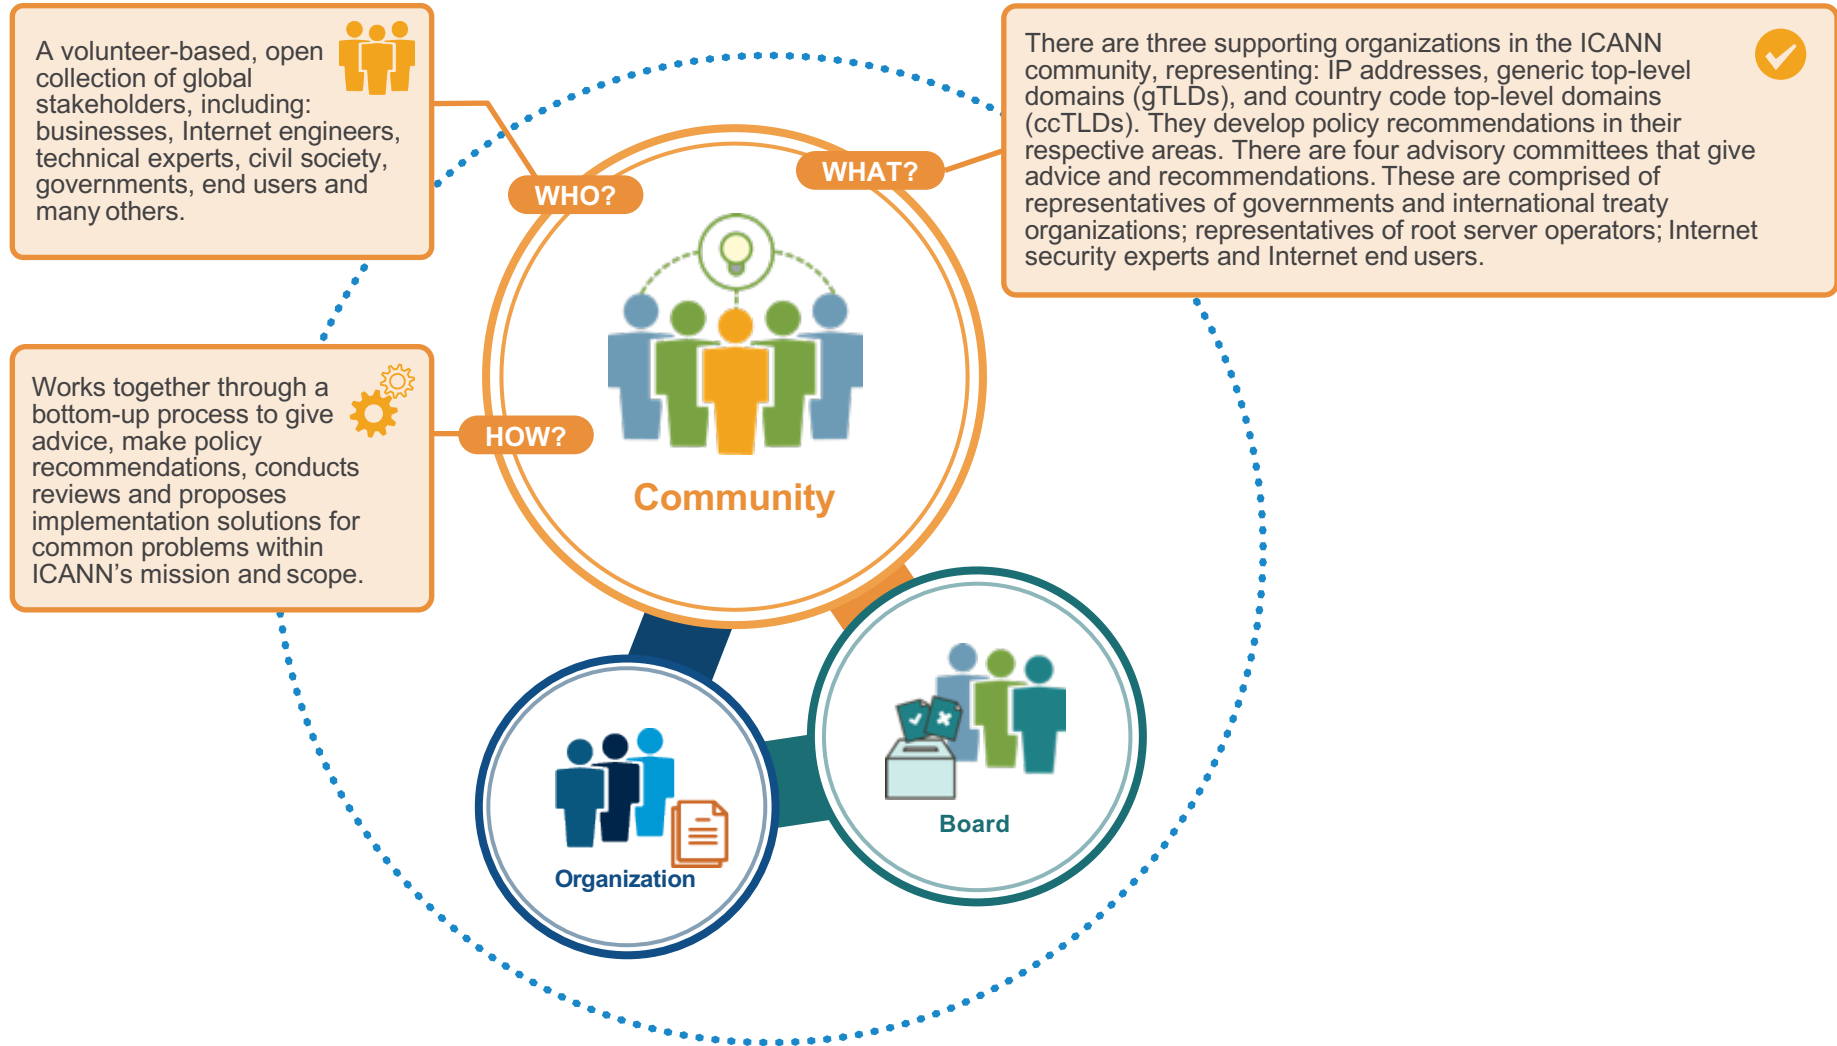 A volunteer-based, open
collection of global
stakeholders, including:
businesses, Internet engineers,
technical experts, civil society,
governments, end users and
many others.
There are three supporting organizations in the ICANN
community, representing: IP addresses, generic top-level
domains (gTLDs), and country code top-level domains
(ccTLDs). They develop policy recommendations in their
respective areas. There are four advisory committees that give
advice and recommendations. These are comprised of
representatives of governments and international treaty
organizations; representatives of root server operators; Internet
security experts and Internet end users.
WHO?
WHAT?
Works together through a
bottom-up process to give
advice, make policy
recommendations, conducts
reviews and proposes
implementation solutions for
common problems within
ICANN’s mission and scope.
HOW?
Community
Organization
Board